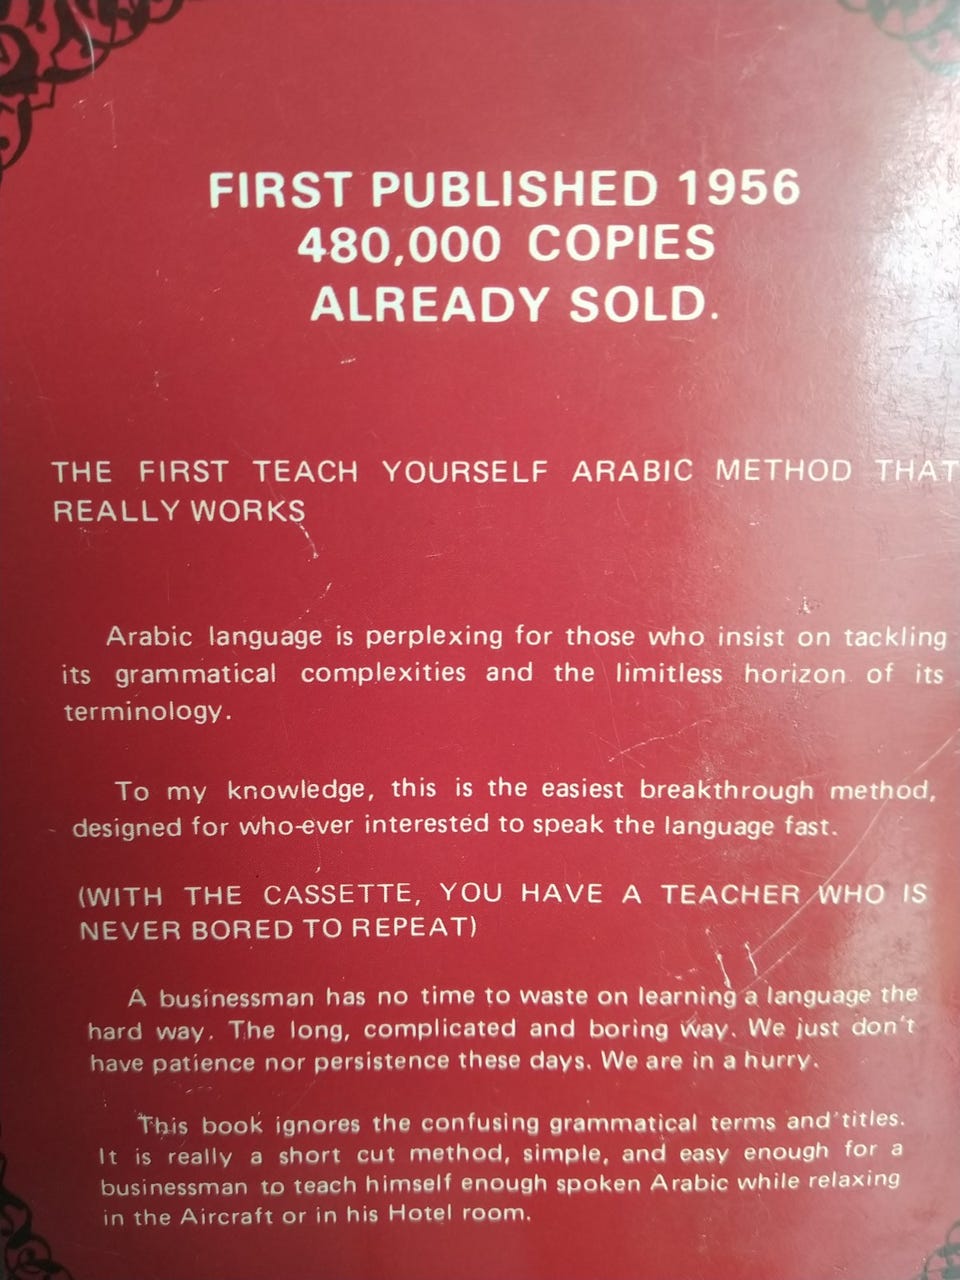 FIRST PUBLISHED 1956
480,000 COPIES
ALREADY SOLD.
THE FIRST TEACH YOURSELF ARABIC METHOD THAT
REALLY WORKS
Arabic language is perplexing for those who insist on tackling
its grammatical complexities and the limitless horizon of its
terminology.
To my knowledge, this is the easiest breakthrough method,
designed for who-ever interested to speak the language fast.
(WITH THE CASSETTE, YOU HAVE A TEACHER WHO IS
NEVER BORED TO REPEAT)
A businessman has no time to waste on learning a language the
hard way. The long, complicated and boring way. We just don't
have patience nor persistence these days. We are in a hurry.
This book ignores the confusing grammatical terms and titles.
It is really a short cut method, simple, and easy enough for a
businessman to teach himself enough spoken Arabic while relaxing
in the Aircraft or in his Hotel room.